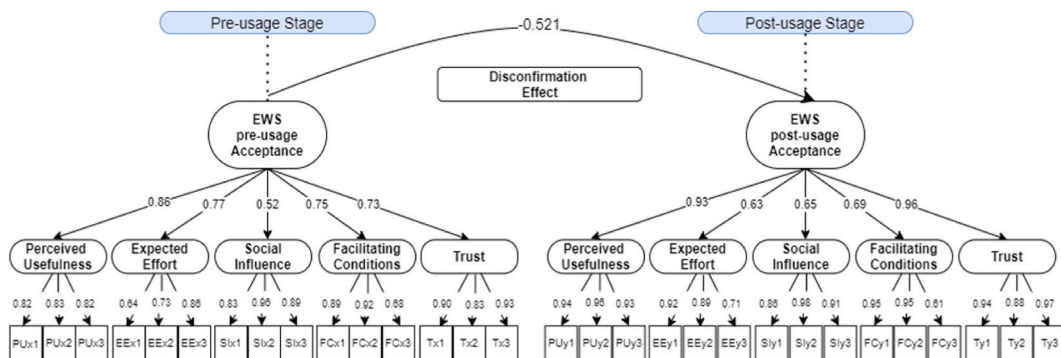 Pre-usage Stage
-0.521
Post-usage Stage
Disconfirmation
Effect
EWS
pre-usage
Acceptance
EWS
post-usage
Acceptance
0.86
0.77
0.52
0.75
0.73
0.93
0.63
0.65
0.69
0.96
Perceived
Usefulness
Expected
Effort
Social
Influence
Facilitating
Conditions
Trust
Perceived
Usefulness
Expected
Effort
Social
Influence
Facilitating
Conditions
Trust
0.82 0.83 0.82
0.64 0.73 0.86
0.83 0.96 0.89
0.89 0.92 0.68
0.90 0.83 0.93
0.94 0.96 0.93
0.92 0.89 0.71
0.86 0.98 0.91
0.95 0.95 0.61
0.94 0.88 0.97
PUx1 PUx2 PUx3
EEx1 EEx2 EEx3
SIx1 SIx2 SIx3
FCx1 FCx2 FCx3
Tx1 Tx2 Tx3
PUy1 PUy2 PUy3
EEy1 EEy2 EEy3
SIy1 SIy2 SIy3
FCy1 FCy2 FCy3
Ty1 Ty2 Ty3